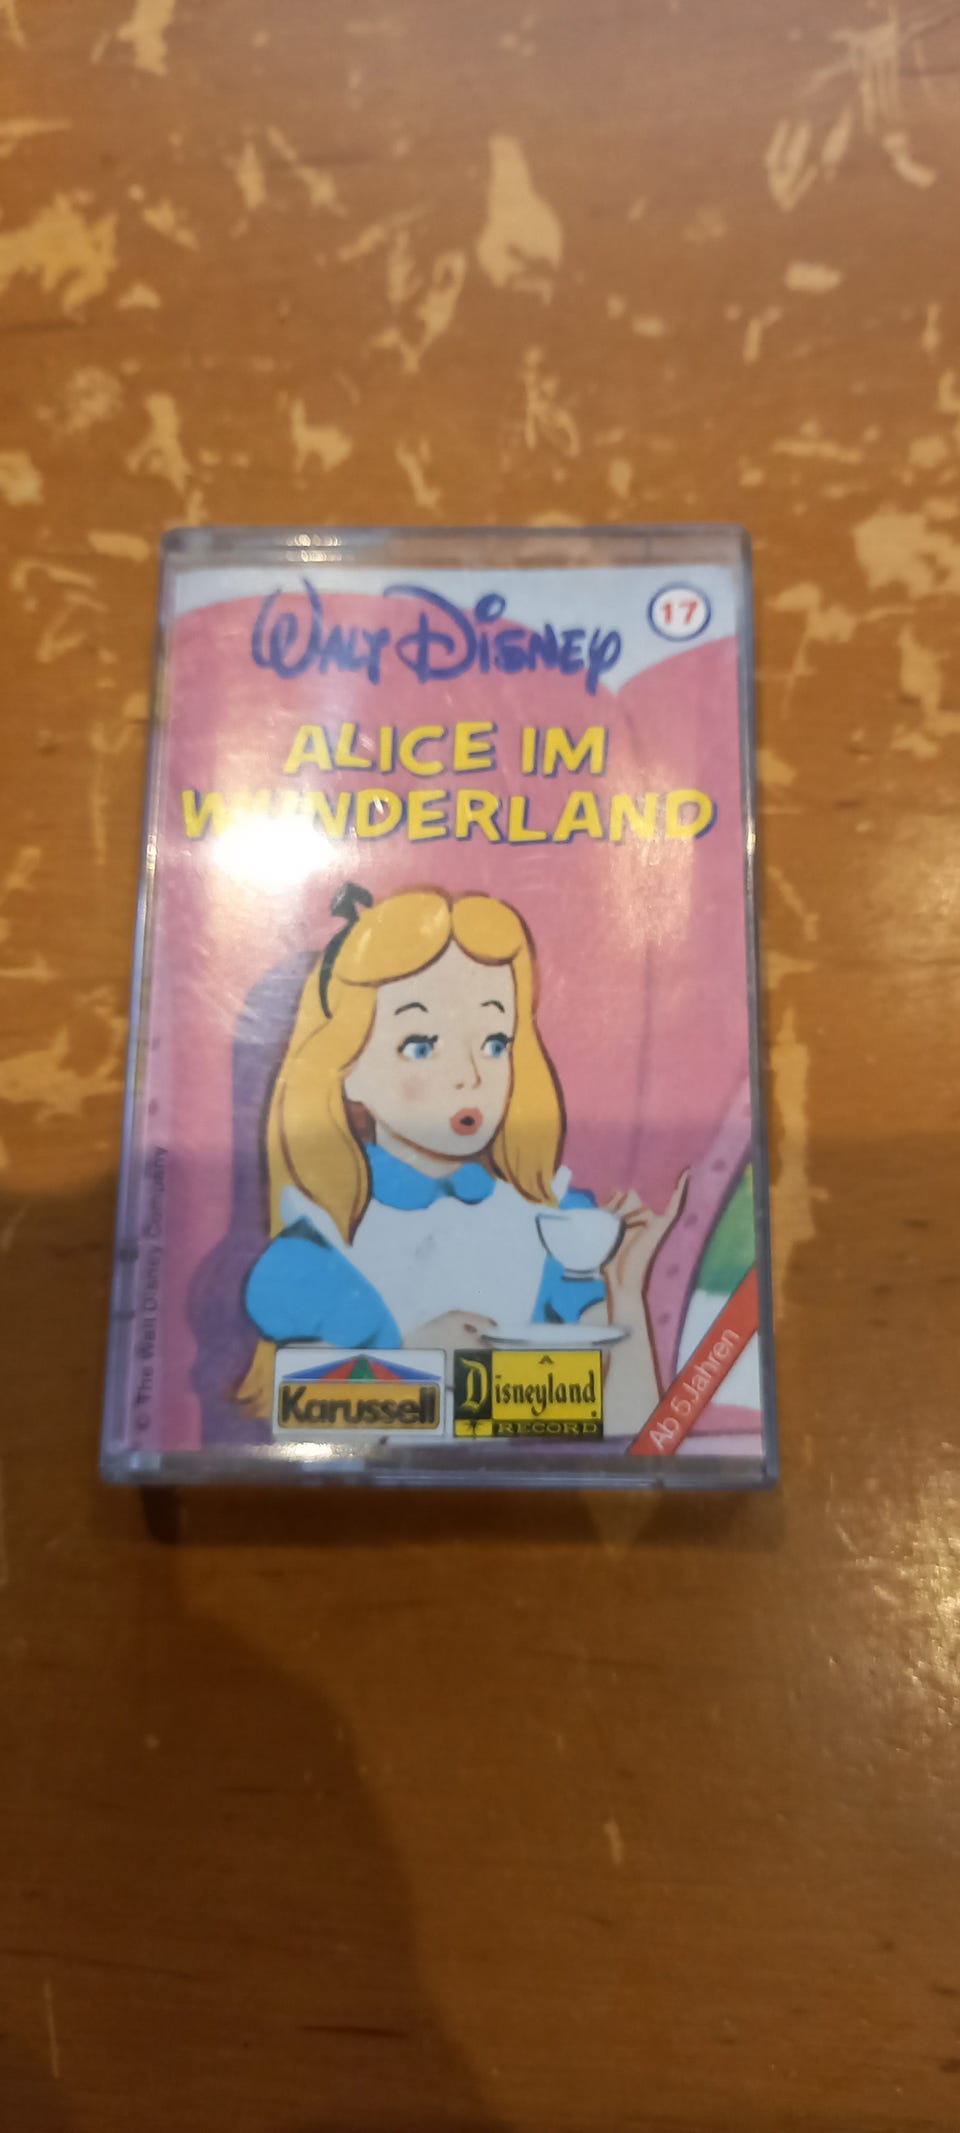 WALT DISNEY
17
ALICE IM
WUNDERLAND
© The Walt Disney Company
Karussell
A
Disneyland
RECORD
Ab 5 Jahren